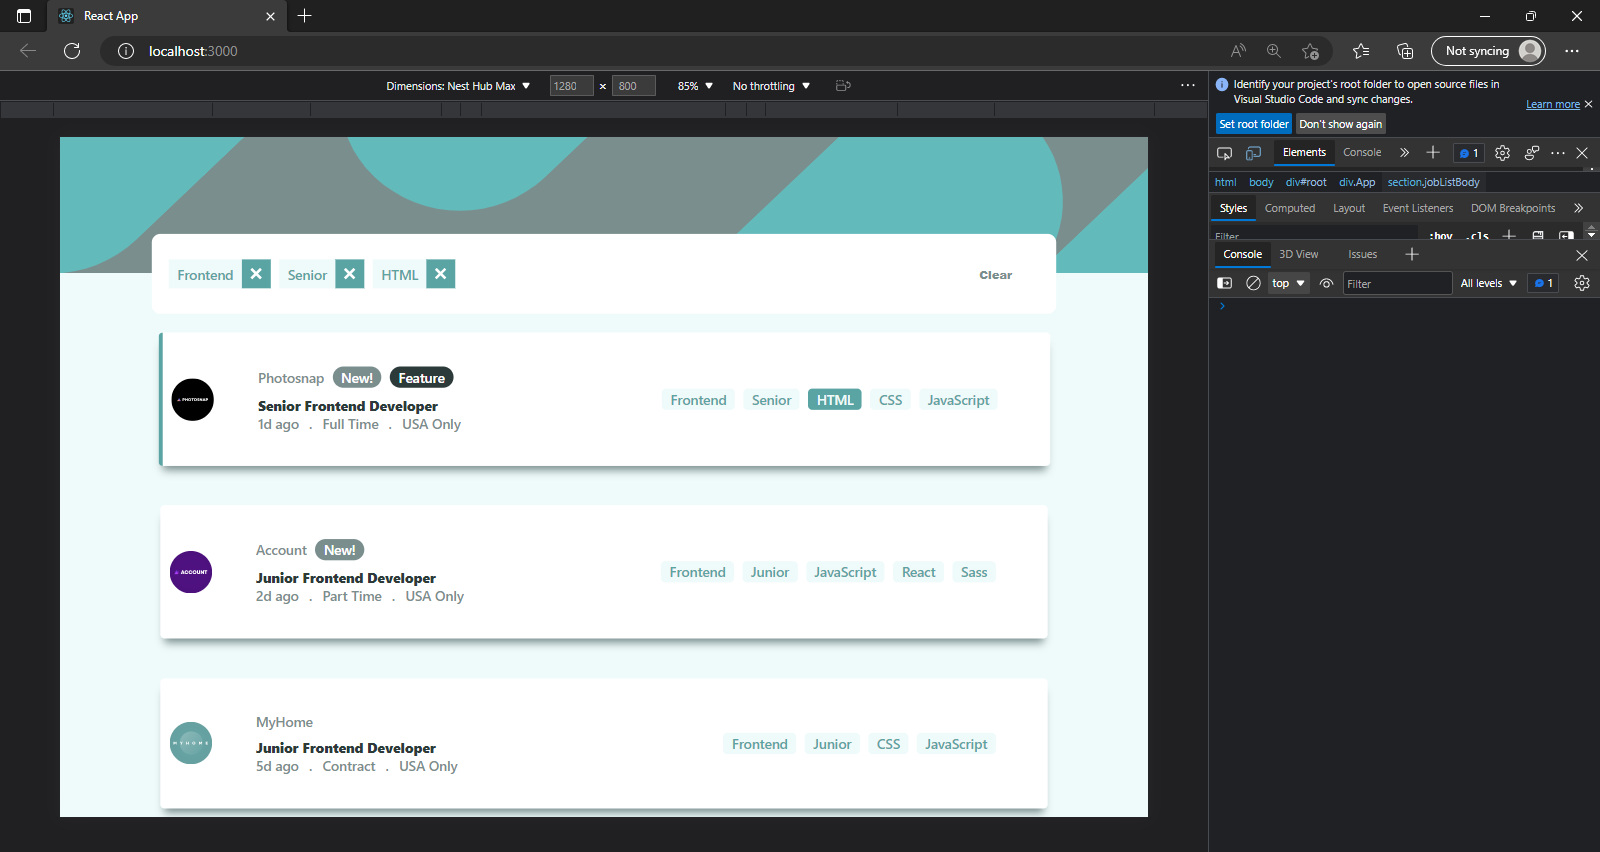 React App
localhost:3000
Not syncing
Dimensions: Nest Hub Max
1280 × 800
85%
No throttling
Frontend
Senior
HTML
Clear
PHOTOSNAP
Photosnap New! Feature
Senior Frontend Developer
1d ago . Full Time . USA Only
Frontend Senior HTML CSS JavaScript
ACCOUNT
Account New!
Junior Frontend Developer
2d ago . Part Time . USA Only
Frontend Junior JavaScript React Sass
MYHOME
MyHome
Junior Frontend Developer
5d ago . Contract . USA Only
Frontend Junior CSS JavaScript
Identify your project's root folder to open source files in
Visual Studio Code and sync changes.
Learn more
Set root folder Don't show again
Elements Console 1
html body div#root div.App section.jobListBody
Styles Computed Layout Event Listeners DOM Breakpoints
Filter :hov .cls
Console 3D View Issues
top Filter All levels 1